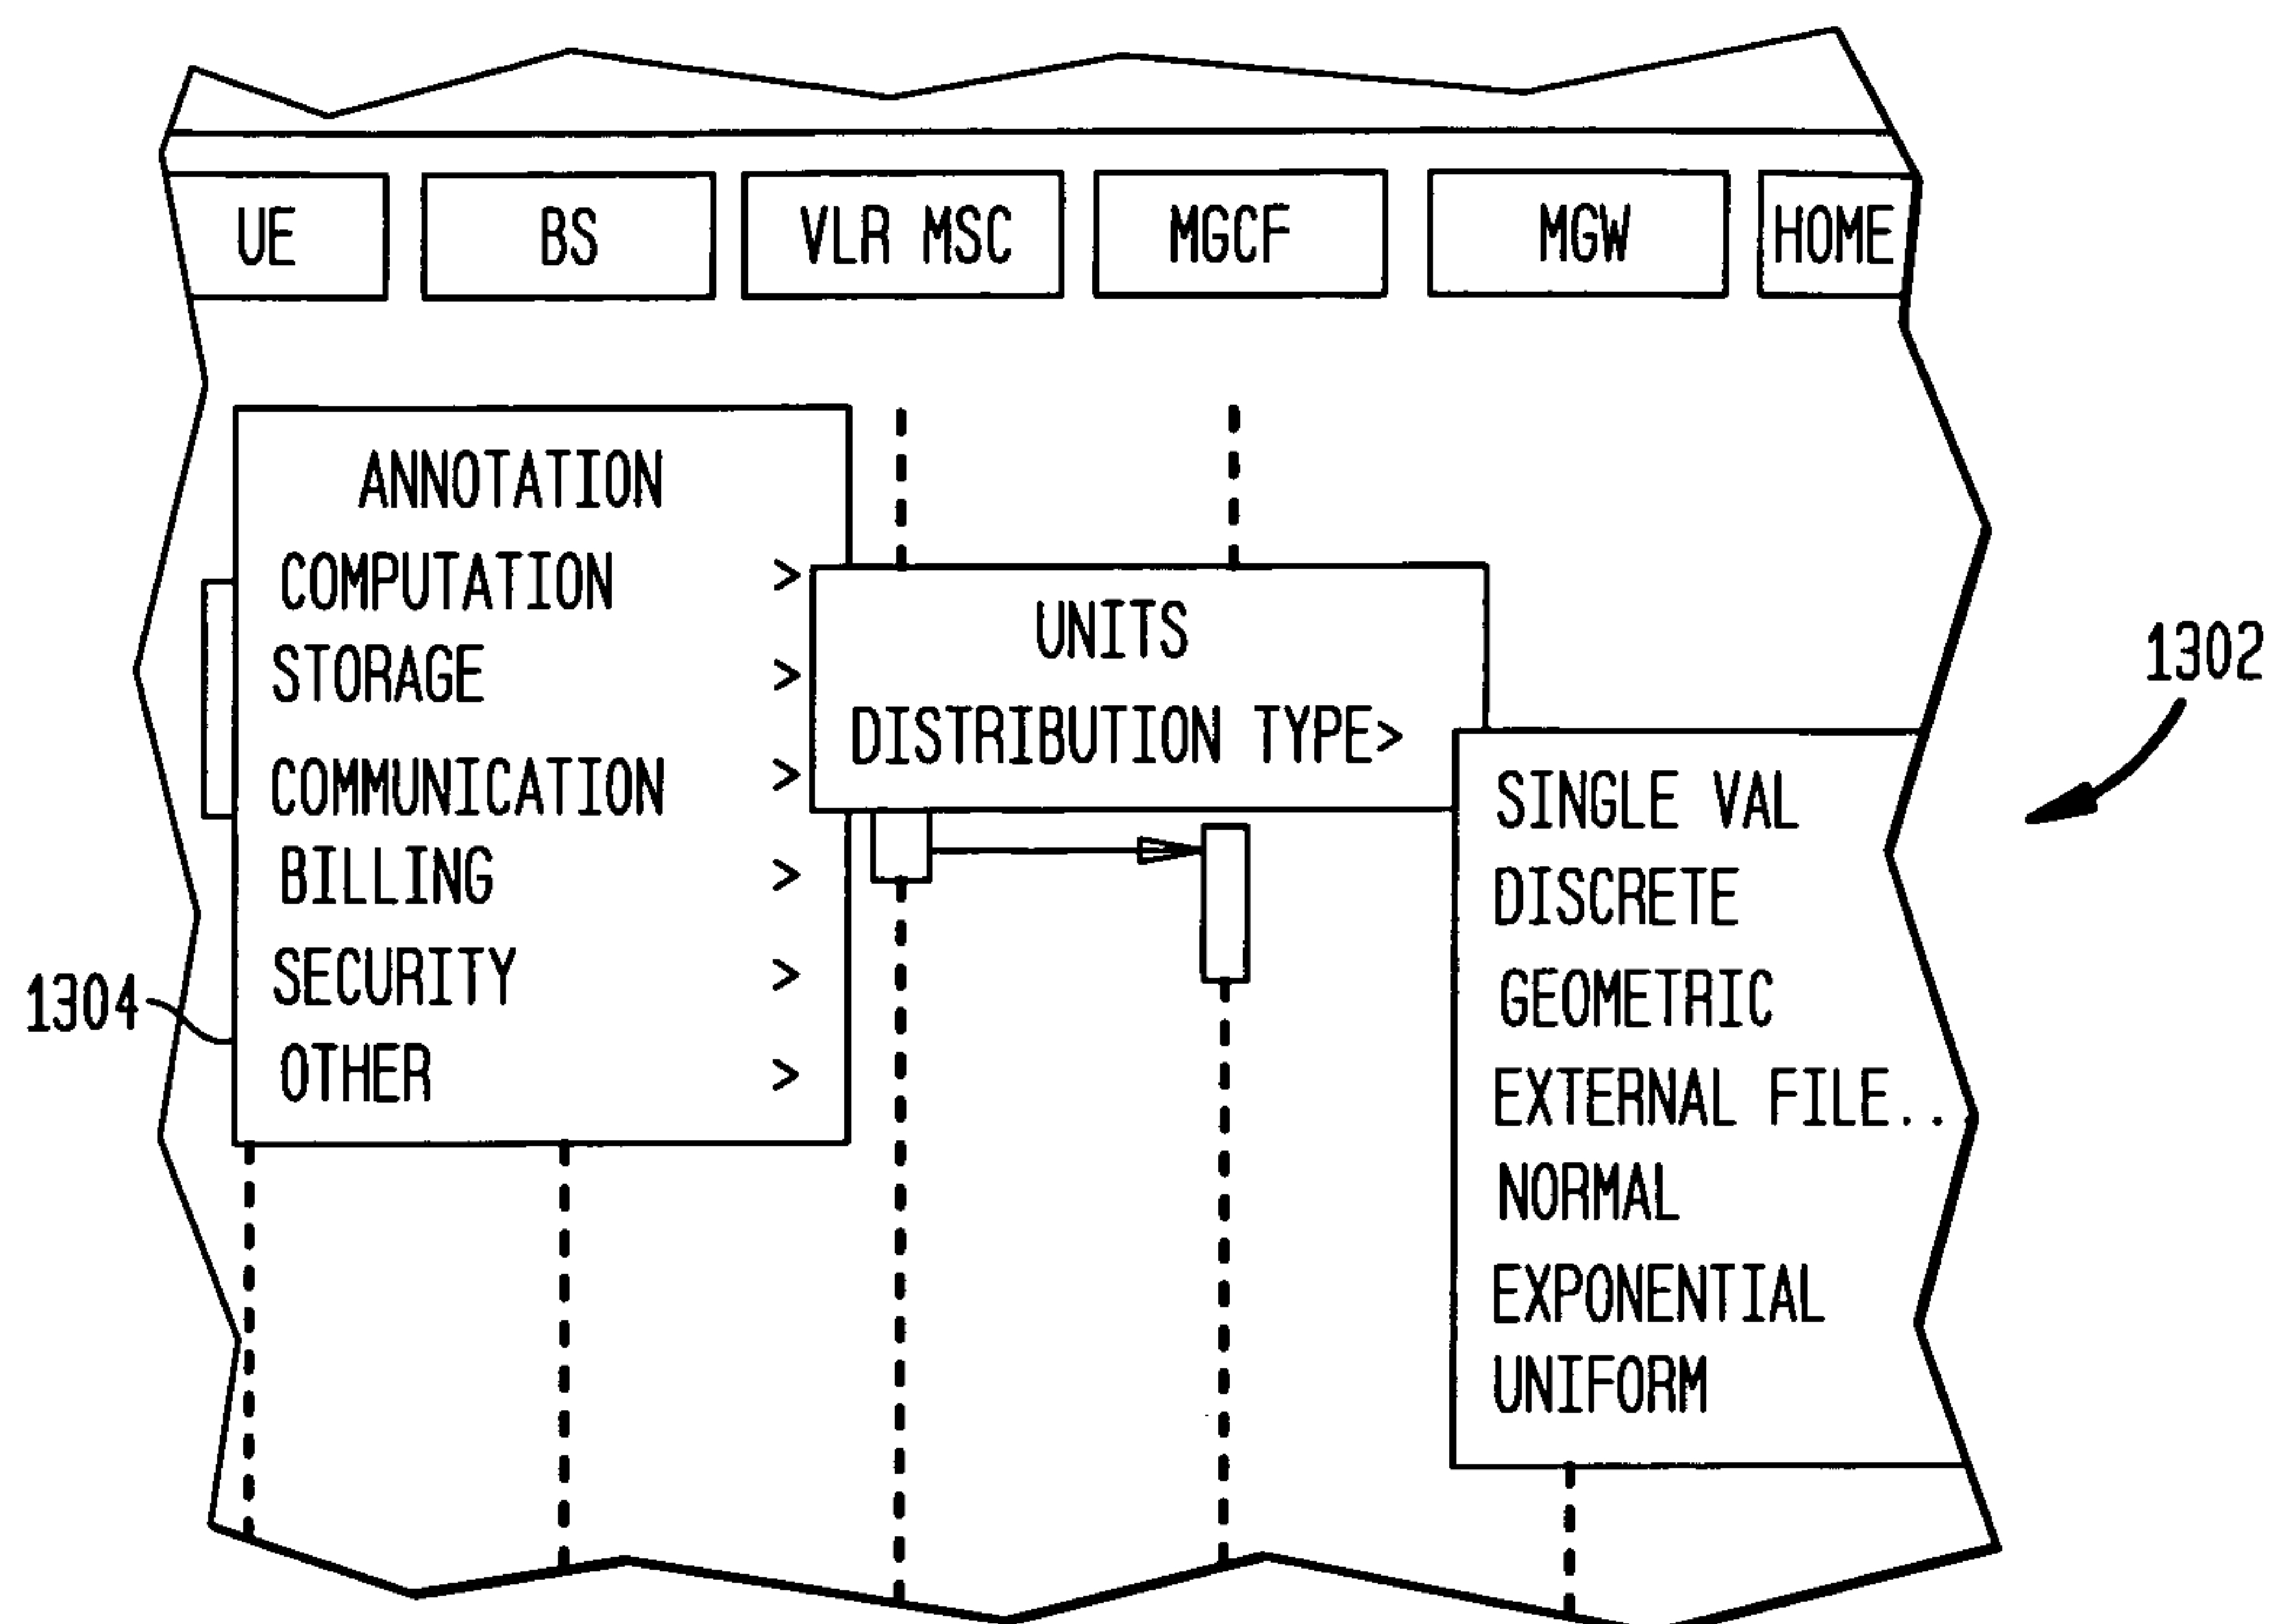 UE
BS
VLR MSC
MGCF
MGW
HOME
ANNOTATION
COMPUTATION >
STORAGE >
COMMUNICATION >
BILLING >
SECURITY >
OTHER >
UNITS
DISTRIBUTION TYPE>
SINGLE VAL
DISCRETE
GEOMETRIC
EXTERNAL FILE..
NORMAL
EXPONENTIAL
UNIFORM
1302
1304